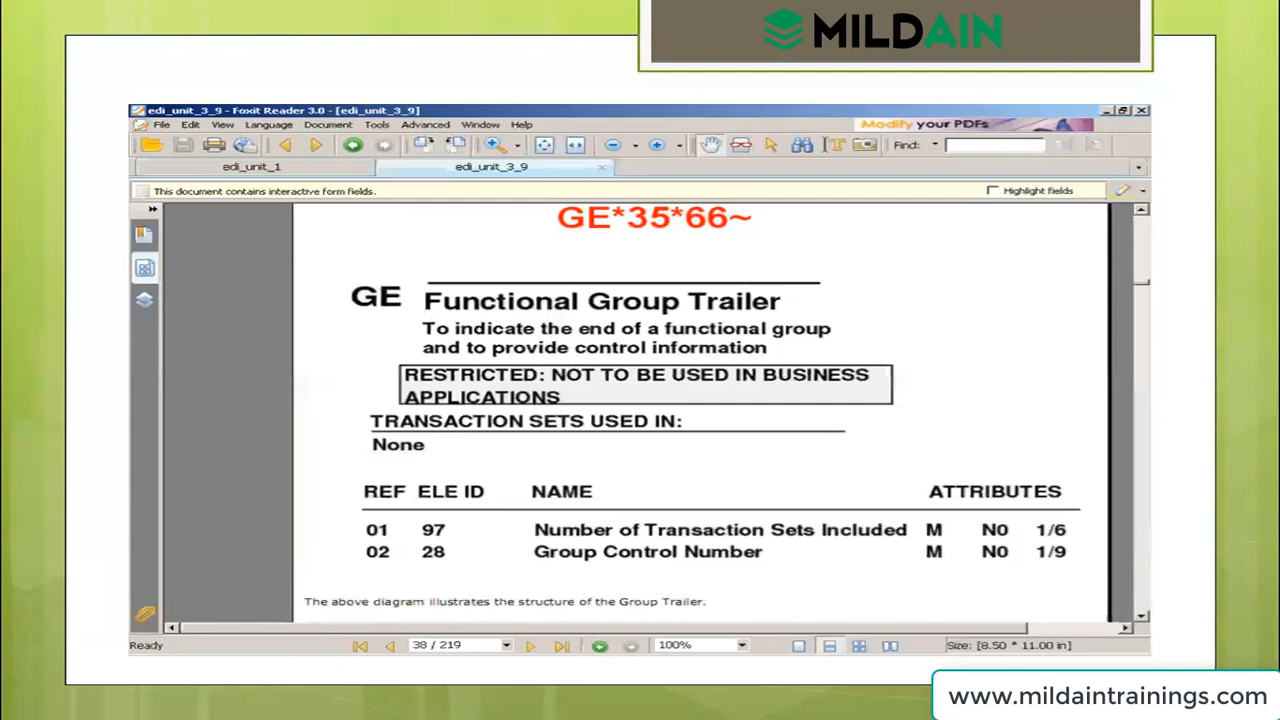 MILDAIN
edi_unit_3_9 - Foxit Reader 3.0 - [edi_unit_3_9]
File Edit View Language Document Tools Advanced Window Help
Modify your PDFs
Find:
edi_unit_1 edi_unit_3_9
This document contains interactive form fields. Highlight fields
GE*35*66~
GE Functional Group Trailer
To indicate the end of a functional group
and to provide control information
RESTRICTED: NOT TO BE USED IN BUSINESS
APPLICATIONS
TRANSACTION SETS USED IN:
None
REF ELE ID NAME ATTRIBUTES
01 97 Number of Transaction Sets Included M N0 1/6
02 28 Group Control Number M N0 1/9
The above diagram illustrates the structure of the Group Trailer.
Ready 38 / 219 100% Size: [8.50 * 11.00 in]
www.mildaintrainings.com